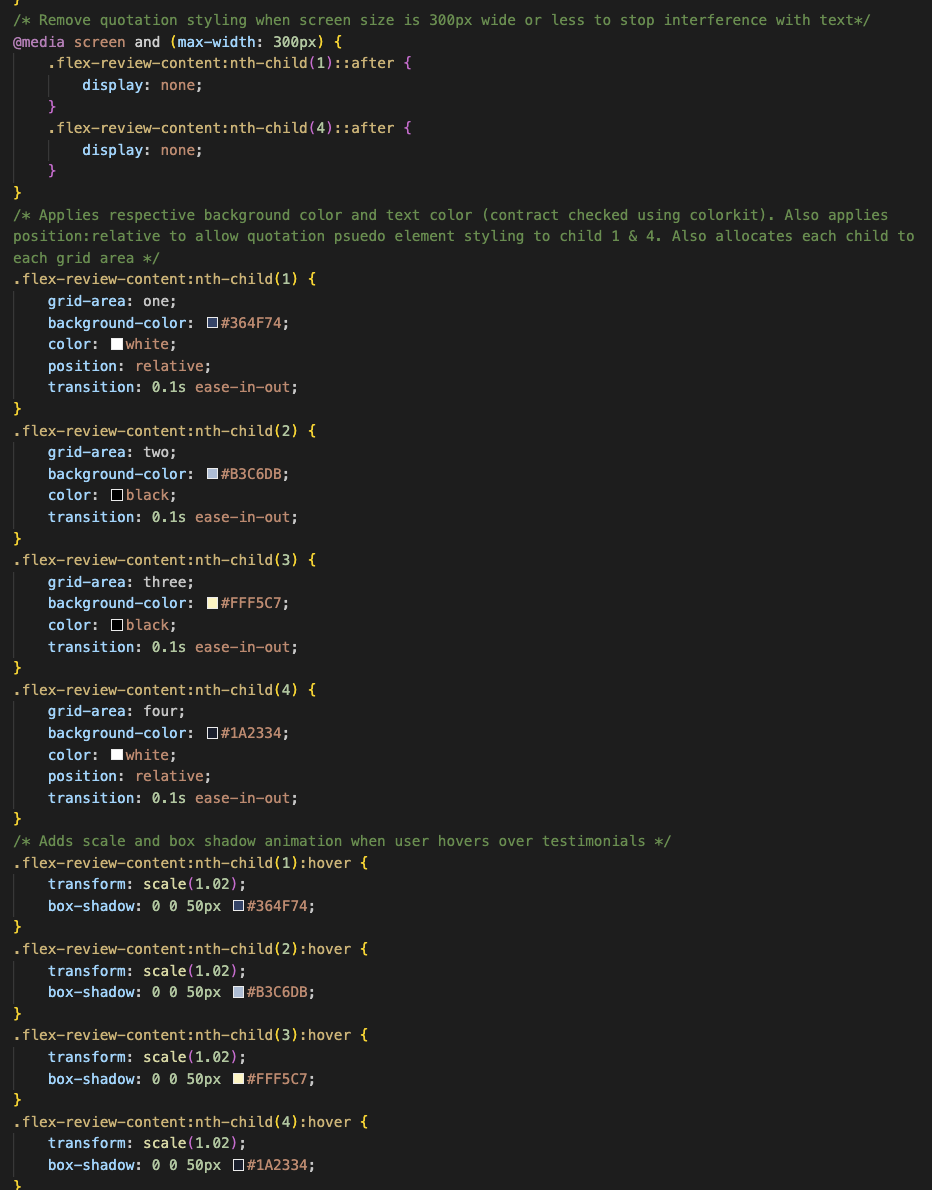 }
/* Remove quotation styling when screen size is 300px wide or less to stop interference with text*/
@media screen and (max-width: 300px) {
    .flex-review-content:nth-child(1)::after {
        display: none;
    }
    .flex-review-content:nth-child(4)::after {
        display: none;
    }
}
/* Applies respective background color and text color (contract checked using colorkit). Also applies
position:relative to allow quotation psuedo element styling to child 1 & 4. Also allocates each child to
each grid area */
.flex-review-content:nth-child(1) {
    grid-area: one;
    background-color: #364F74;
    color: white;
    position: relative;
    transition: 0.1s ease-in-out;
}
.flex-review-content:nth-child(2) {
    grid-area: two;
    background-color: #B3C6DB;
    color: black;
    transition: 0.1s ease-in-out;
}
.flex-review-content:nth-child(3) {
    grid-area: three;
    background-color: #FFF5C7;
    color: black;
    transition: 0.1s ease-in-out;
}
.flex-review-content:nth-child(4) {
    grid-area: four;
    background-color: #1A2334;
    color: white;
    position: relative;
    transition: 0.1s ease-in-out;
}
/* Adds scale and box shadow animation when user hovers over testimonials */
.flex-review-content:nth-child(1):hover {
    transform: scale(1.02);
    box-shadow: 0 0 50px #364F74;
}
.flex-review-content:nth-child(2):hover {
    transform: scale(1.02);
    box-shadow: 0 0 50px #B3C6DB;
}
.flex-review-content:nth-child(3):hover {
    transform: scale(1.02);
    box-shadow: 0 0 50px #FFF5C7;
}
.flex-review-content:nth-child(4):hover {
    transform: scale(1.02);
    box-shadow: 0 0 50px #1A2334;
}